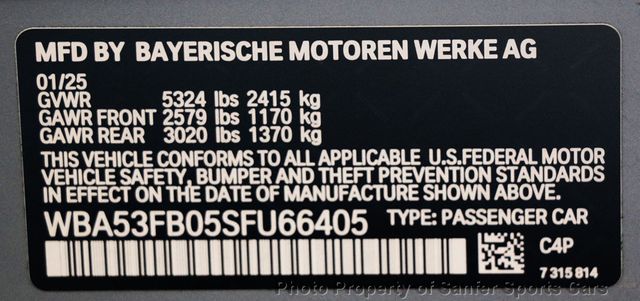 MFD BY BAYERISCHE MOTOREN WERKE AG
01/25
GVWR 5324 lbs 2415 kg
GAWR FRONT 2579 lbs 1170 kg
GAWR REAR 3020 lbs 1370 kg
THIS VEHICLE CONFORMS TO ALL APPLICABLE U.S.FEDERAL MOTOR
VEHICLE SAFETY, BUMPER AND THEFT PREVENTION STANDARDS
IN EFFECT ON THE DATE OF MANUFACTURE SHOWN ABOVE.
WBA53FB05SFU66405 TYPE: PASSENGER CAR
C4P
7 315 814
Photo Property of Sanfer Sports Cars